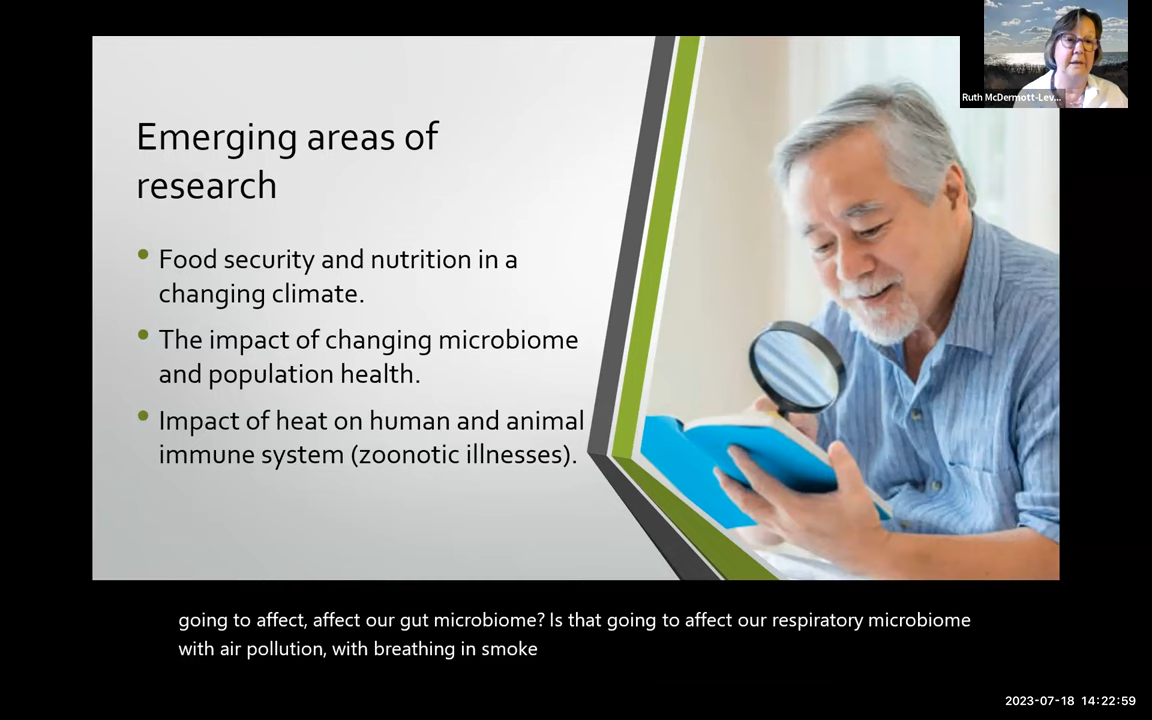 Ruth McDermott-Lev...
Emerging areas of
research
• Food security and nutrition in a
changing climate.
• The impact of changing microbiome
and population health.
• Impact of heat on human and animal
immune system (zoonotic illnesses).
going to affect, affect our gut microbiome? Is that going to affect our respiratory microbiome
with air pollution, with breathing in smoke
2023-07-18 14:22:59